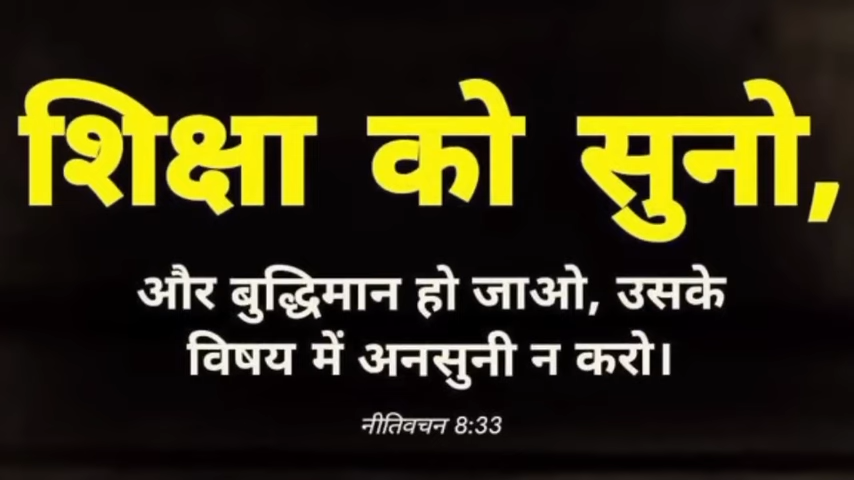 शिक्षा को सुनो,
और बुद्धिमान हो जाओ, उसके
विषय में अनसुनी न करो।
नीतिवचन 8:33